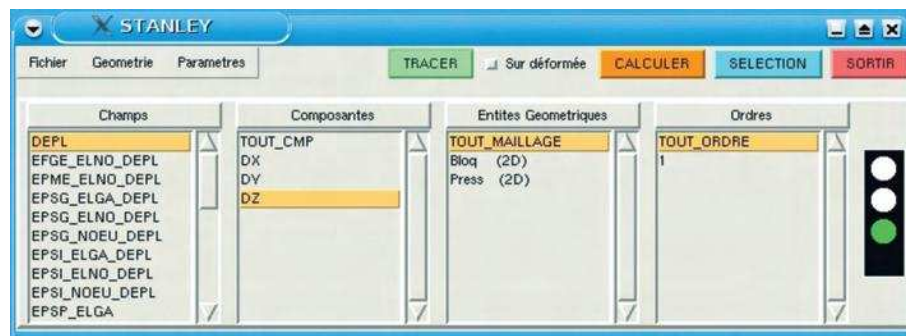 STANLEY
Fichier Geometrie Parametres TRACER Sur déformée CALCULER SELECTION SORTIR
Champs Composantes Entites Geometriques Ordres
DEPL TOUT_CMP TOUT_MAILLAGE TOUT_ORDRE
EFGE_ELNO_DEPL DX Bloq (2D) 1
EPME_ELNO_DEPL DY Press (2D)
EPSG_ELGA_DEPL DZ
EPSG_ELNO_DEPL
EPSG_NOEU_DEPL
EPSI_ELGA_DEPL
EPSI_ELNO_DEPL
EPSI_NOEU_DEPL
EPSP_ELGA